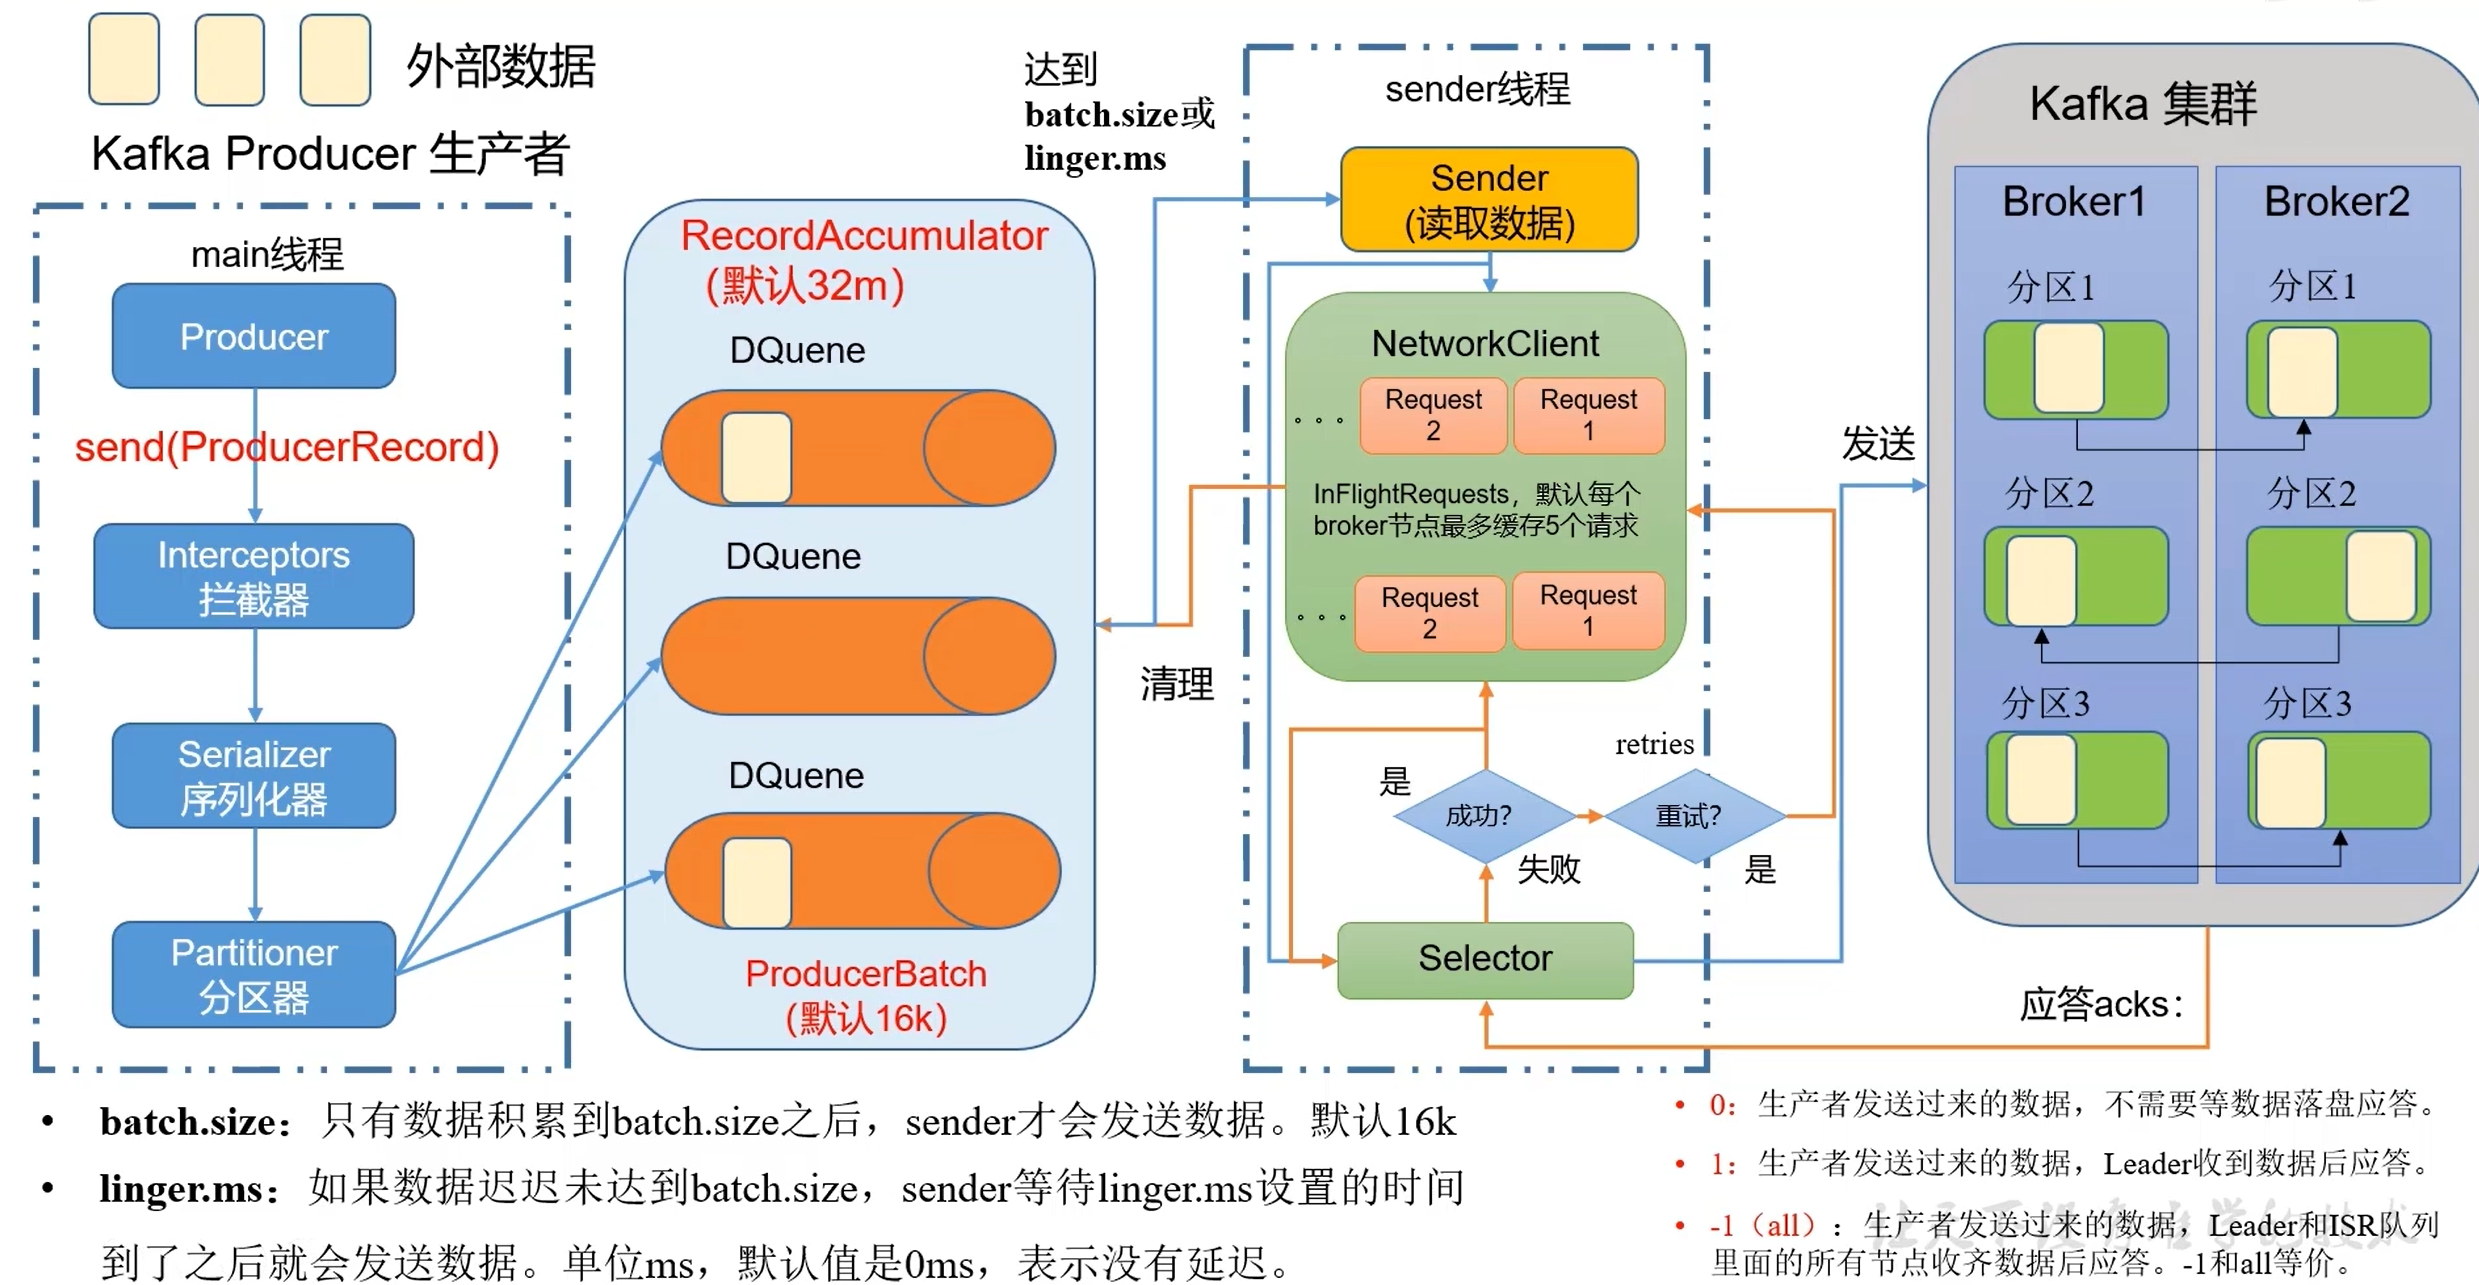 外部数据
Kafka Producer 生产者
main线程
Producer
send(ProducerRecord)
Interceptors
拦截器
Serializer
序列化器
Partitioner
分区器
RecordAccumulator
（默认32m）
DQuene
DQuene
DQuene
ProducerBatch
（默认16k）
达到
batch.size或
linger.ms
清理
sender线程
Sender
(读取数据)
NetworkClient
。。。
Request
2
Request
1
InFlightRequests，默认每个
broker节点最多缓存5个请求
。。。
Request
2
Request
1
retries
是
成功？
重试？
失败
是
Selector
发送
Kafka 集群
Broker1
分区1
分区2
分区3
Broker2
分区1
分区2
分区3
应答acks：
• batch.size：只有数据积累到batch.size之后，sender才会发送数据。默认16k
• linger.ms：如果数据迟迟未达到batch.size，sender等待linger.ms设置的时间
到了之后就会发送数据。单位ms，默认值是0ms，表示没有延迟。
• 0：生产者发送过来的数据，不需要等数据落盘应答。
• 1：生产者发送过来的数据，Leader收到数据后应答。
• -1（all）：生产者发送过来的数据，Leader和ISR队列
里面的所有节点收齐数据后应答。-1和all等价。
让天下没有难学的技术